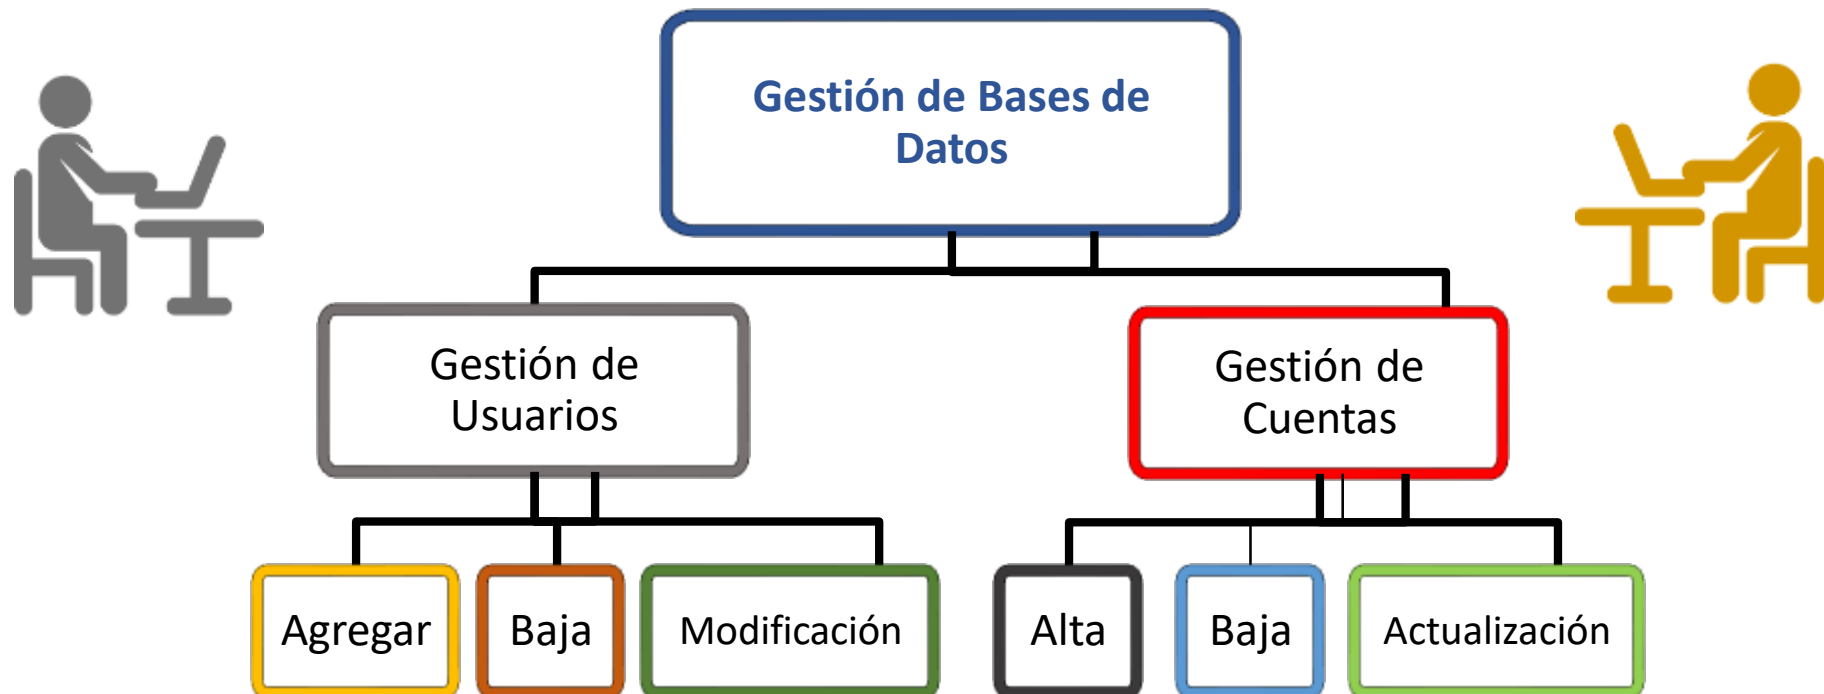 Gestión de Bases de
Datos
Gestión de
Usuarios
Gestión de
Cuentas
Agregar
Baja
Modificación
Alta
Baja
Actualización